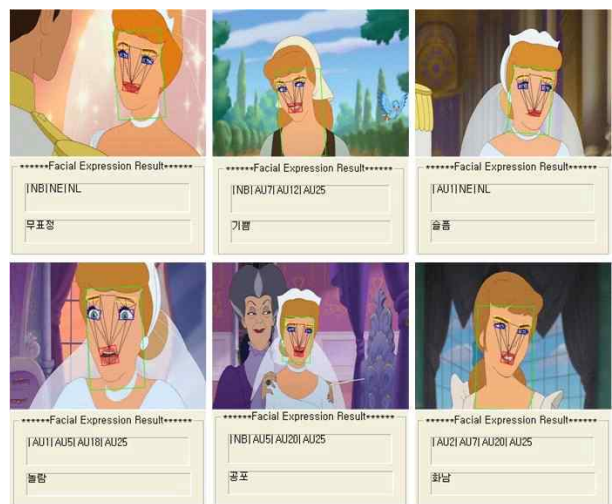 ******Facial Expression Result******
|NB|NE|NL
무표정
******Facial Expression Result******
|NB|AU7|AU12|AU25
기쁨
******Facial Expression Result******
|AU1|NE|NL
슬픔
******Facial Expression Result******
|AU1|AU5|AU18|AU25
놀람
******Facial Expression Result******
|NB|AU5|AU20|AU25
공포
******Facial Expression Result******
|AU2|AU7|AU20|AU25
화남